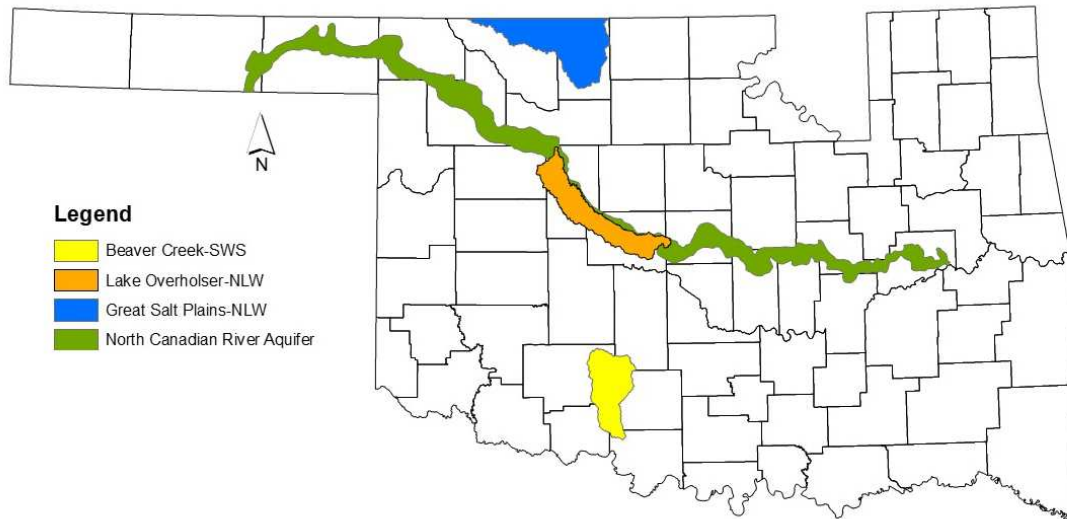 N
Legend
Beaver Creek-SWS
Lake Overholser-NLW
Great Salt Plains-NLW
North Canadian River Aquifer